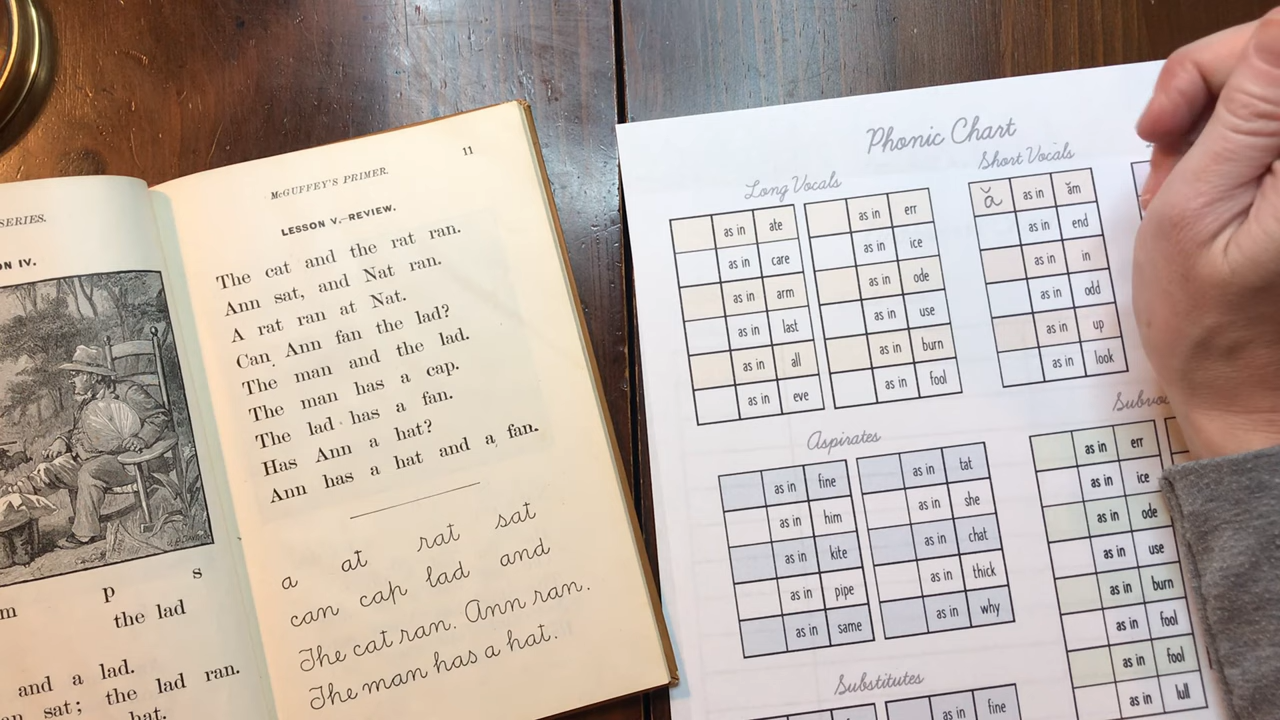 SERIES.
ON IV.
m p s
the lad
and a lad.
sat; the lad ran.
hat.
11
McGUFFEY'S PRIMER.
LESSON V.—REVIEW.
The cat and the rat ran.
Ann sat, and Nat ran.
A rat ran at Nat.
Can Ann fan the lad?
The man and the lad.
The man has a cap.
The lad has a fan.
Has Ann a hat?
Ann has a hat and a fan.
a at rat sat
can cap lad and
The cat ran. Ann ran.
The man has a hat.
Phonic Chart
Long Vocals
as in ate
as in care
as in arm
as in last
as in all
as in eve
as in err
as in ice
as in ode
as in use
as in burn
as in fool
Short Vocals
ă as in ăm
as in end
as in in
as in odd
as in up
as in look
Aspirates
as in fine
as in him
as in kite
as in pipe
as in same
as in tat
as in she
as in chat
as in thick
as in why
as in err
as in ice
as in ode
as in use
as in burn
as in fool
as in fool
as in lull
Substitutes
as in fine